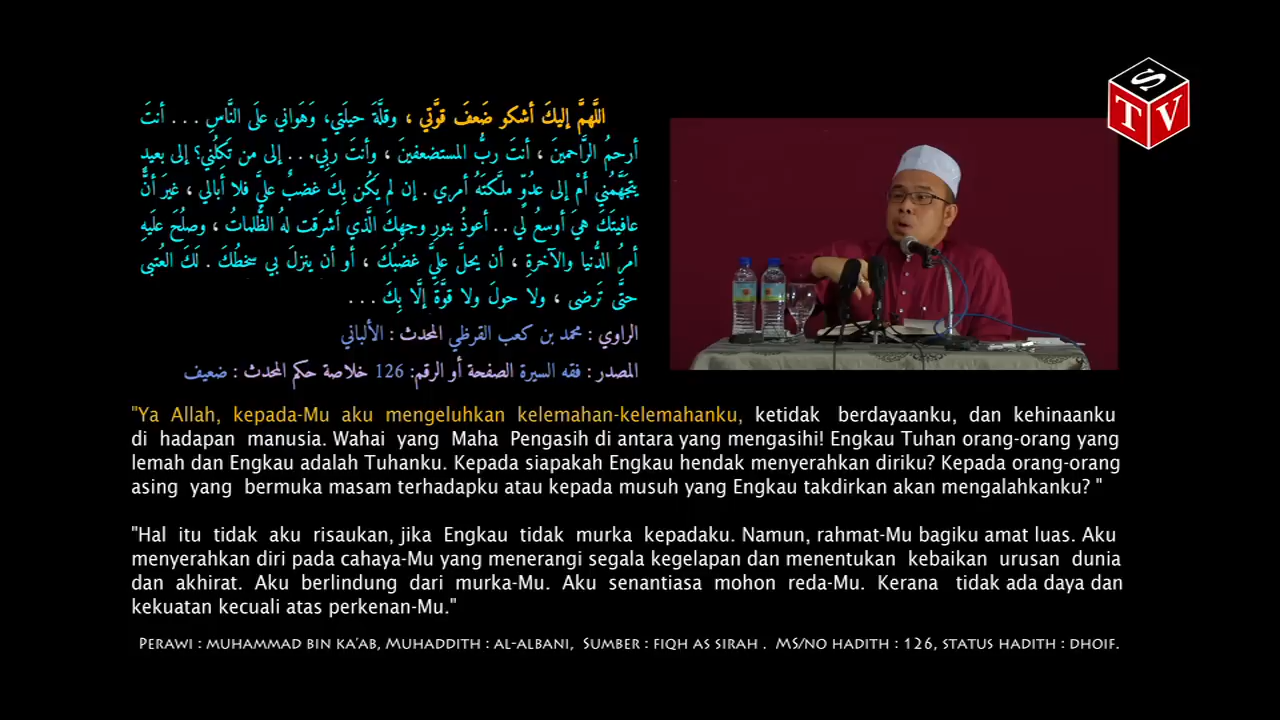 STV
اللَّهمَّ إليكَ أشكو ضَعفَ قوَّتي ، وقلَّةَ حيلَتي، وَهَواني علَى النَّاسِ . . . أنتَ
أرحمُ الرَّاحمينَ ، أنتَ ربُّ المستضعفينَ ، وأنتَ ربِّي. . . إلى من تَكِلُني؟ إلى بعيدٍ
يتجَهَّمُني أَمْ إلى عدُوٍّ ملَّكتَهُ أمري . إن لم يَكُن بِكَ غضبٌ عليَّ فلا أبالي ، غيرَ أنَّ
عافيتَكَ هيَ أوسعُ لي . . أعوذُ بنورِ وجهِكَ الَّذي أشرَقت لهُ الظُّلماتُ ، وصلُحَ علَيهِ
أمرُ الدُّنيا والآخرةِ ، أن يحلَّ عليَّ غضبُكَ ، أو أن ينزلَ بي سخطُكَ . لَكَ العُتبى
حتَّى تَرضى ، ولا حولَ ولا قوَّةَ إلَّا بِكَ . . .
الراوي : محمد بن كعب القرظي المحدث : الألباني
المصدر : فقه السيرة الصفحة أو الرقم: 126 خلاصة حكم المحدث : ضعيف
"Ya Allah, kepada-Mu aku mengeluhkan kelemahan-kelemahanku, ketidak berdayaanku, dan kehinaanku
di hadapan manusia. Wahai yang Maha Pengasih di antara yang mengasihi! Engkau Tuhan orang-orang yang
lemah dan Engkau adalah Tuhanku. Kepada siapakah Engkau hendak menyerahkan diriku? Kepada orang-orang
asing yang bermuka masam terhadapku atau kepada musuh yang Engkau takdirkan akan mengalahkanku? "
"Hal itu tidak aku risaukan, jika Engkau tidak murka kepadaku. Namun, rahmat-Mu bagiku amat luas. Aku
menyerahkan diri pada cahaya-Mu yang menerangi segala kegelapan dan menentukan kebaikan urusan dunia
dan akhirat. Aku berlindung dari murka-Mu. Aku senantiasa mohon reda-Mu. Kerana tidak ada daya dan
kekuatan kecuali atas perkenan-Mu."
Perawi : muhammad bin ka'ab, Muhaddith : al-albani, Sumber : fiqh as sirah . Ms/no hadith : 126, status hadith : dhoif.